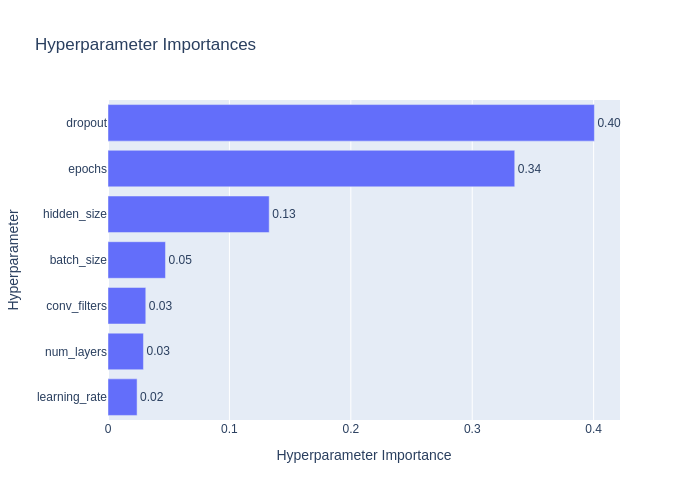 Hyperparameter Importances
Hyperparameter
dropout 0.40
epochs 0.34
hidden_size 0.13
batch_size 0.05
conv_filters 0.03
num_layers 0.03
learning_rate 0.02
0 0.1 0.2 0.3 0.4
Hyperparameter Importance